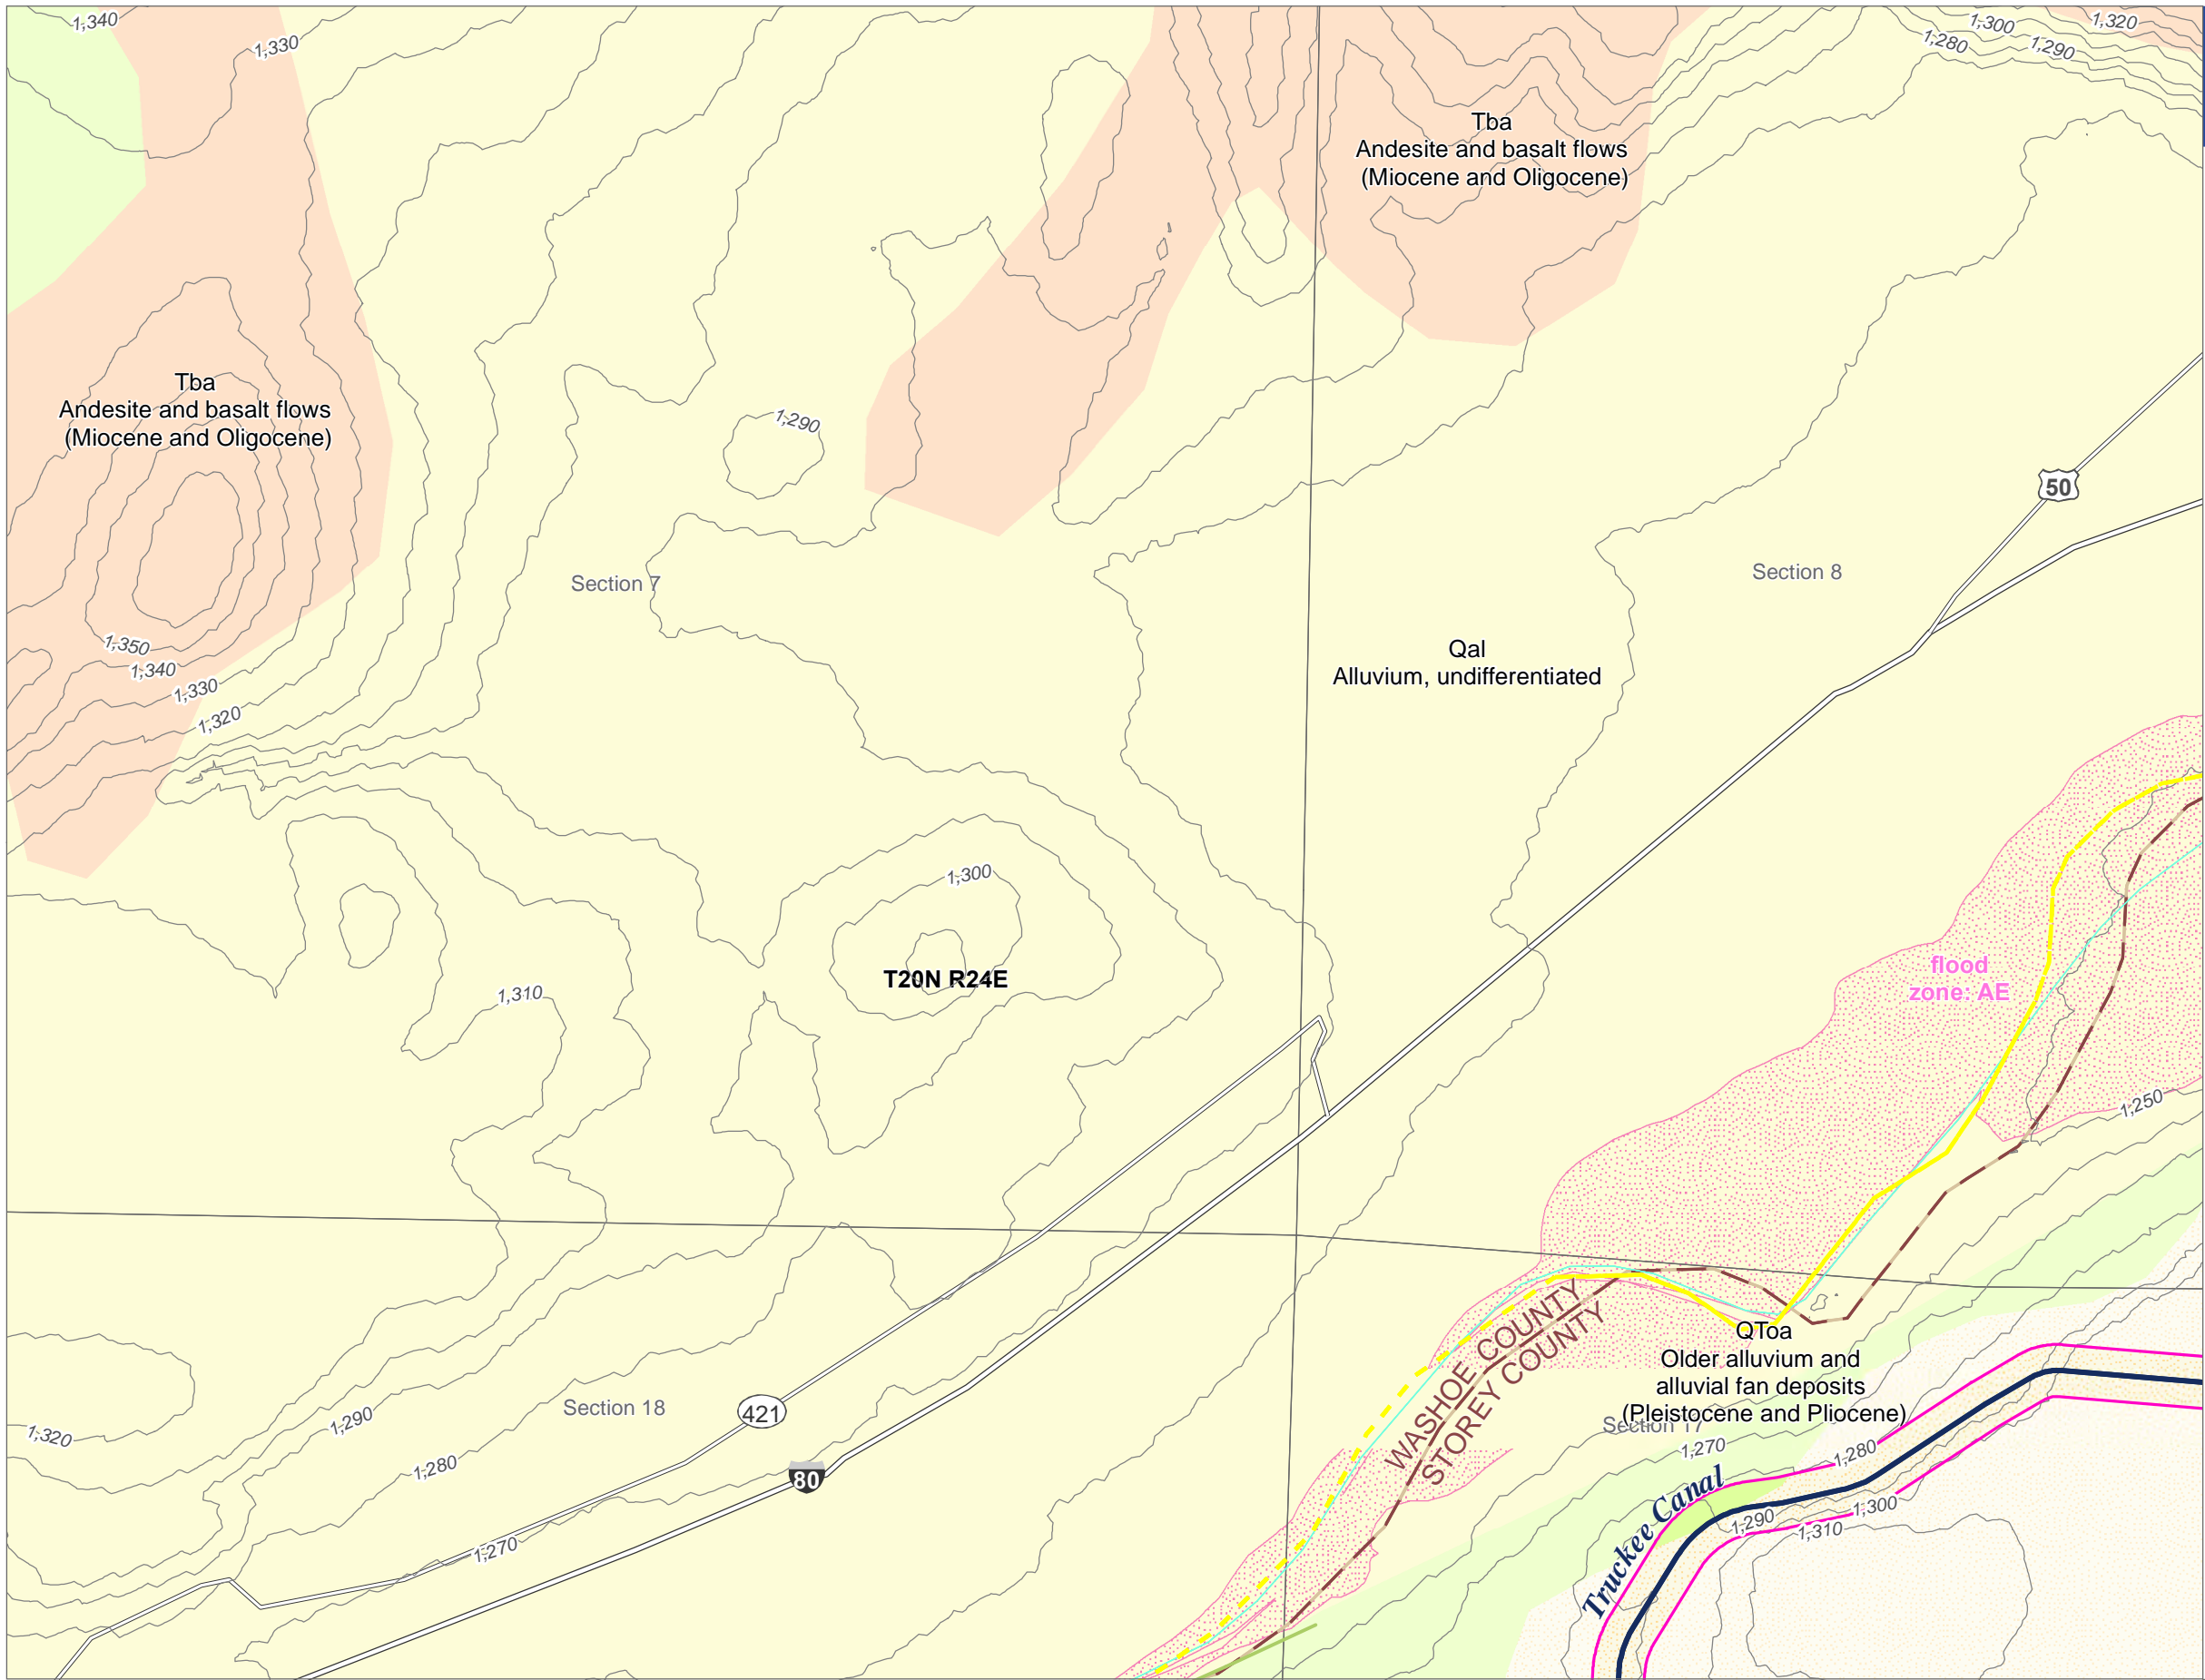 1,340
1,330
1,300
1,320
1,280
1,290
Tba
Andesite and basalt flows
(Miocene and Oligocene)
Tba
Andesite and basalt flows
(Miocene and Oligocene)
1,290
50
Section 7
Section 8
1,350
1,340
1,330
1,320
Qal
Alluvium, undifferentiated
1,300
T20N R24E
flood
zone: AE
1,310
1,250
WASHOE COUNTY
STOREY COUNTY
QToa
Older alluvium and
alluvial fan deposits
(Pleistocene and Pliocene)
Section 17
Section 18
421
1,290
1,320
1,280
80
1,270
1,270
1,280
Truckee Canal
1,290
1,300
1,310